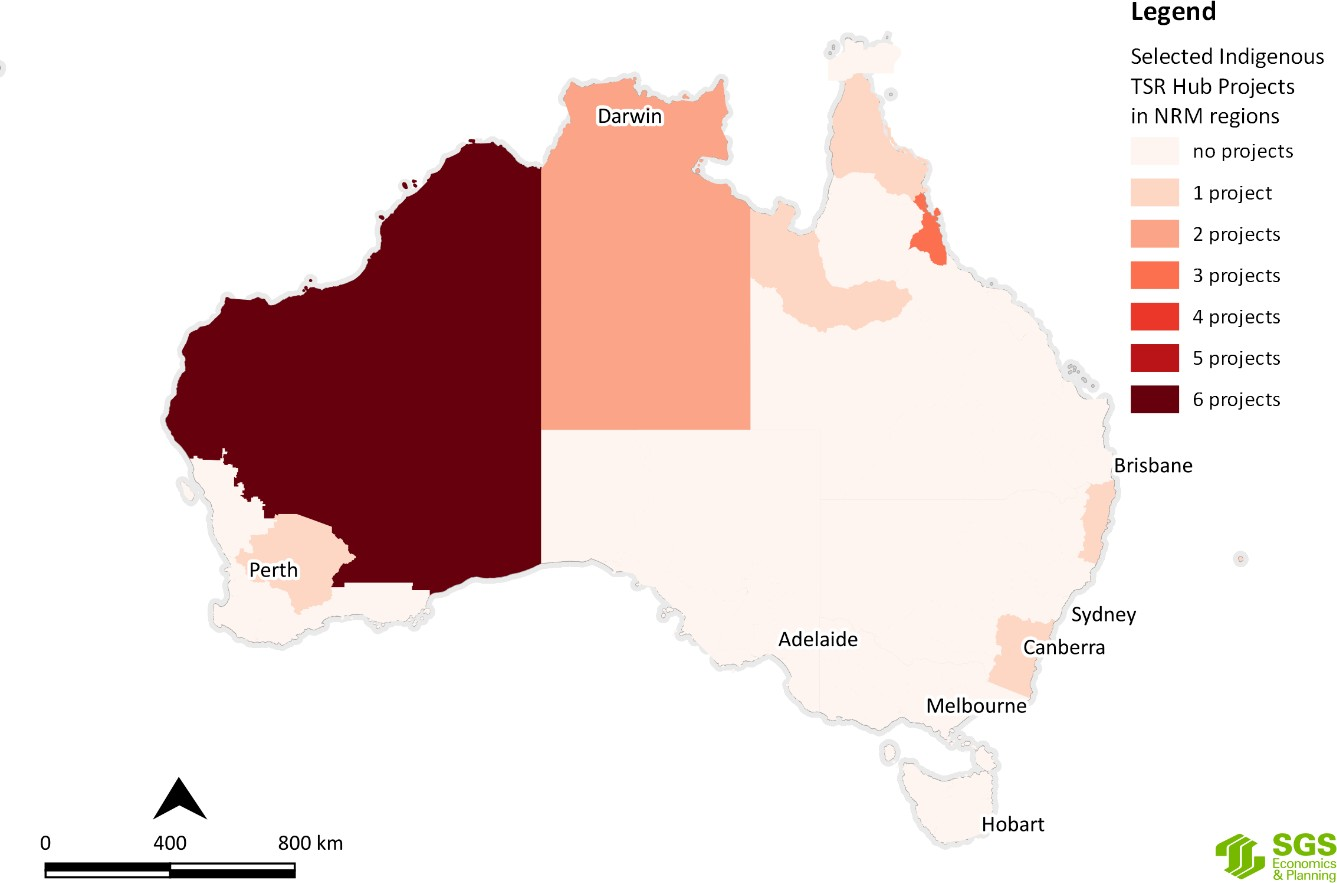 Legend
Selected Indigenous
TSR Hub Projects
in NRM regions
no projects
1 project
2 projects
3 projects
4 projects
5 projects
6 projects
Darwin
Brisbane
Perth
Sydney
Adelaide
Canberra
Melbourne
Hobart
0 400 800 km
SGS
Economics
& Planning